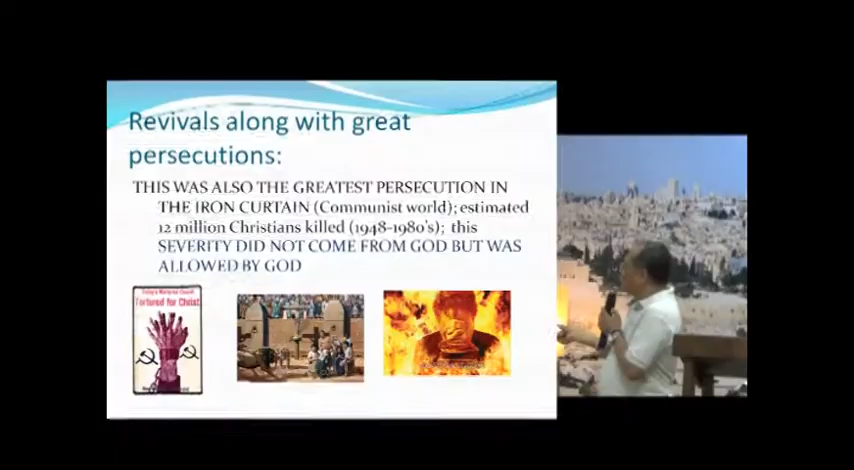 Revivals along with great
persecutions:
THIS WAS ALSO THE GREATEST PERSECUTION IN
THE IRON CURTAIN (Communist world); estimated
12 million Christians killed (1948-1980's); this
SEVERITY DID NOT COME FROM GOD BUT WAS
ALLOWED BY GOD
Tortured for Christ